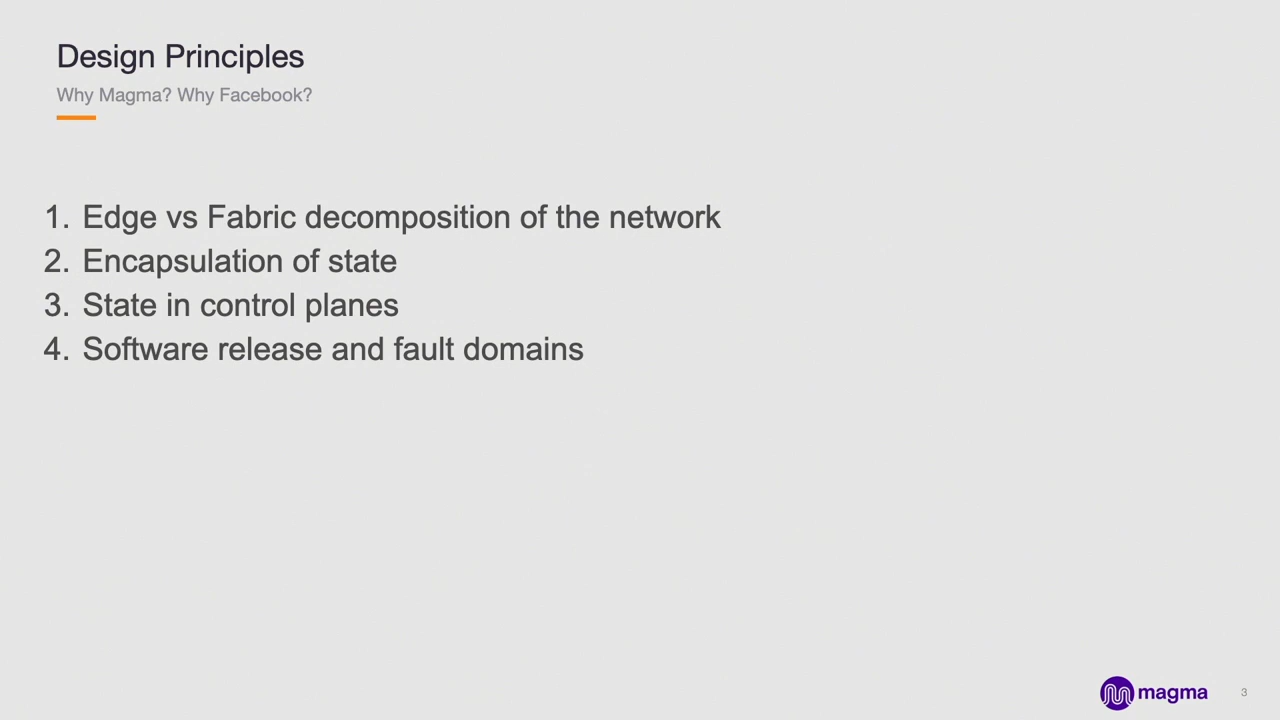 Design Principles
Why Magma? Why Facebook?
1. Edge vs Fabric decomposition of the network
2. Encapsulation of state
3. State in control planes
4. Software release and fault domains
magma
3